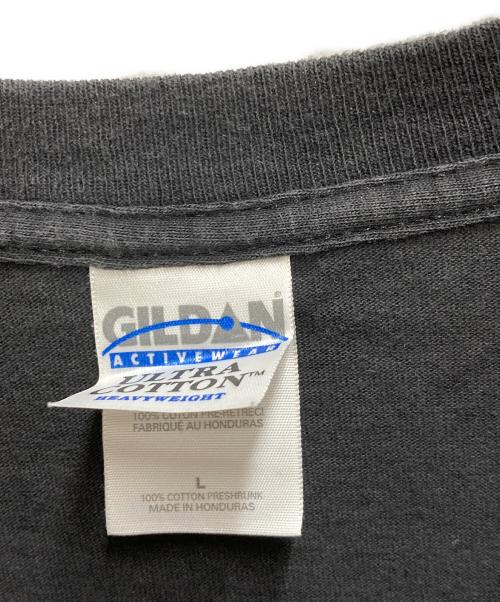 GILDAN
ACTIVEWEAR
ULTRA
COTTON™
HEAVYWEIGHT
100% COTON PRÉ-RÉTRÉCI
FABRIQUÉ AU HONDURAS
L
100% COTTON PRESHRUNK
MADE IN HONDURAS